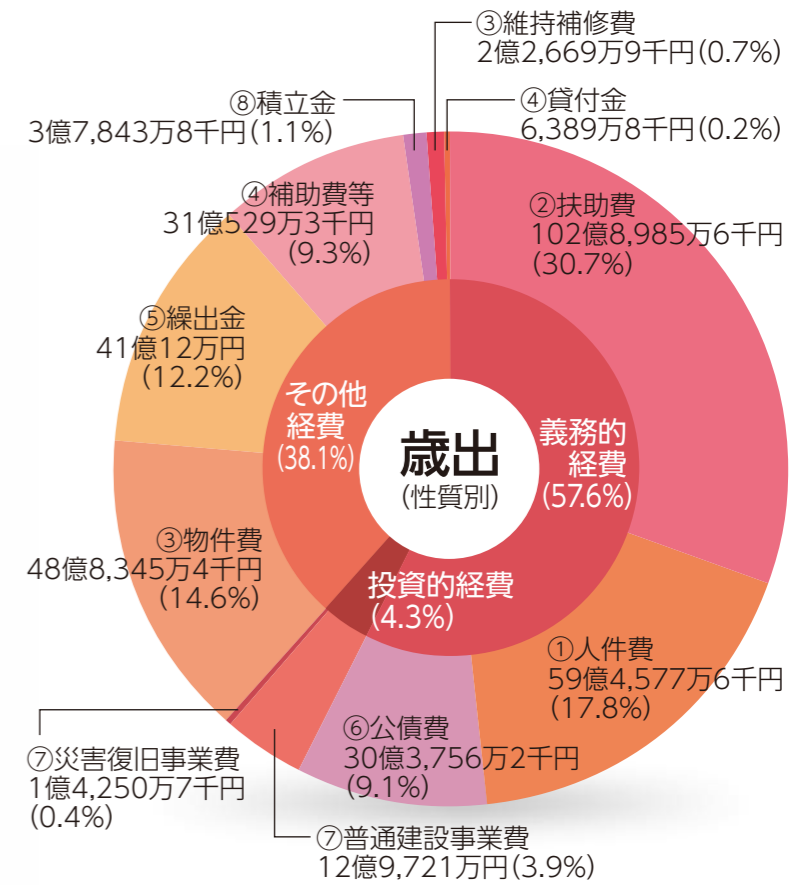 ③維持補修費
2億2,669万9千円(0.7%)
⑧積立金
3億7,843万8千円(1.1%)
④貸付金
6,389万8千円(0.2%)
④補助費等
31億529万3千円
(9.3%)
②扶助費
102億8,985万6千円
(30.7%)
⑤繰出金
41億12万円
(12.2%)
その他
経費
(38.1%)
歳出
(性質別)
義務的
経費
(57.6%)
③物件費
48億8,345万4千円
(14.6%)
投資的経費
(4.3%)
①人件費
59億4,577万6千円
(17.8%)
⑥公債費
30億3,756万2千円
(9.1%)
⑦災害復旧事業費
1億4,250万7千円
(0.4%)
⑦普通建設事業費
12億9,721万円(3.9%)